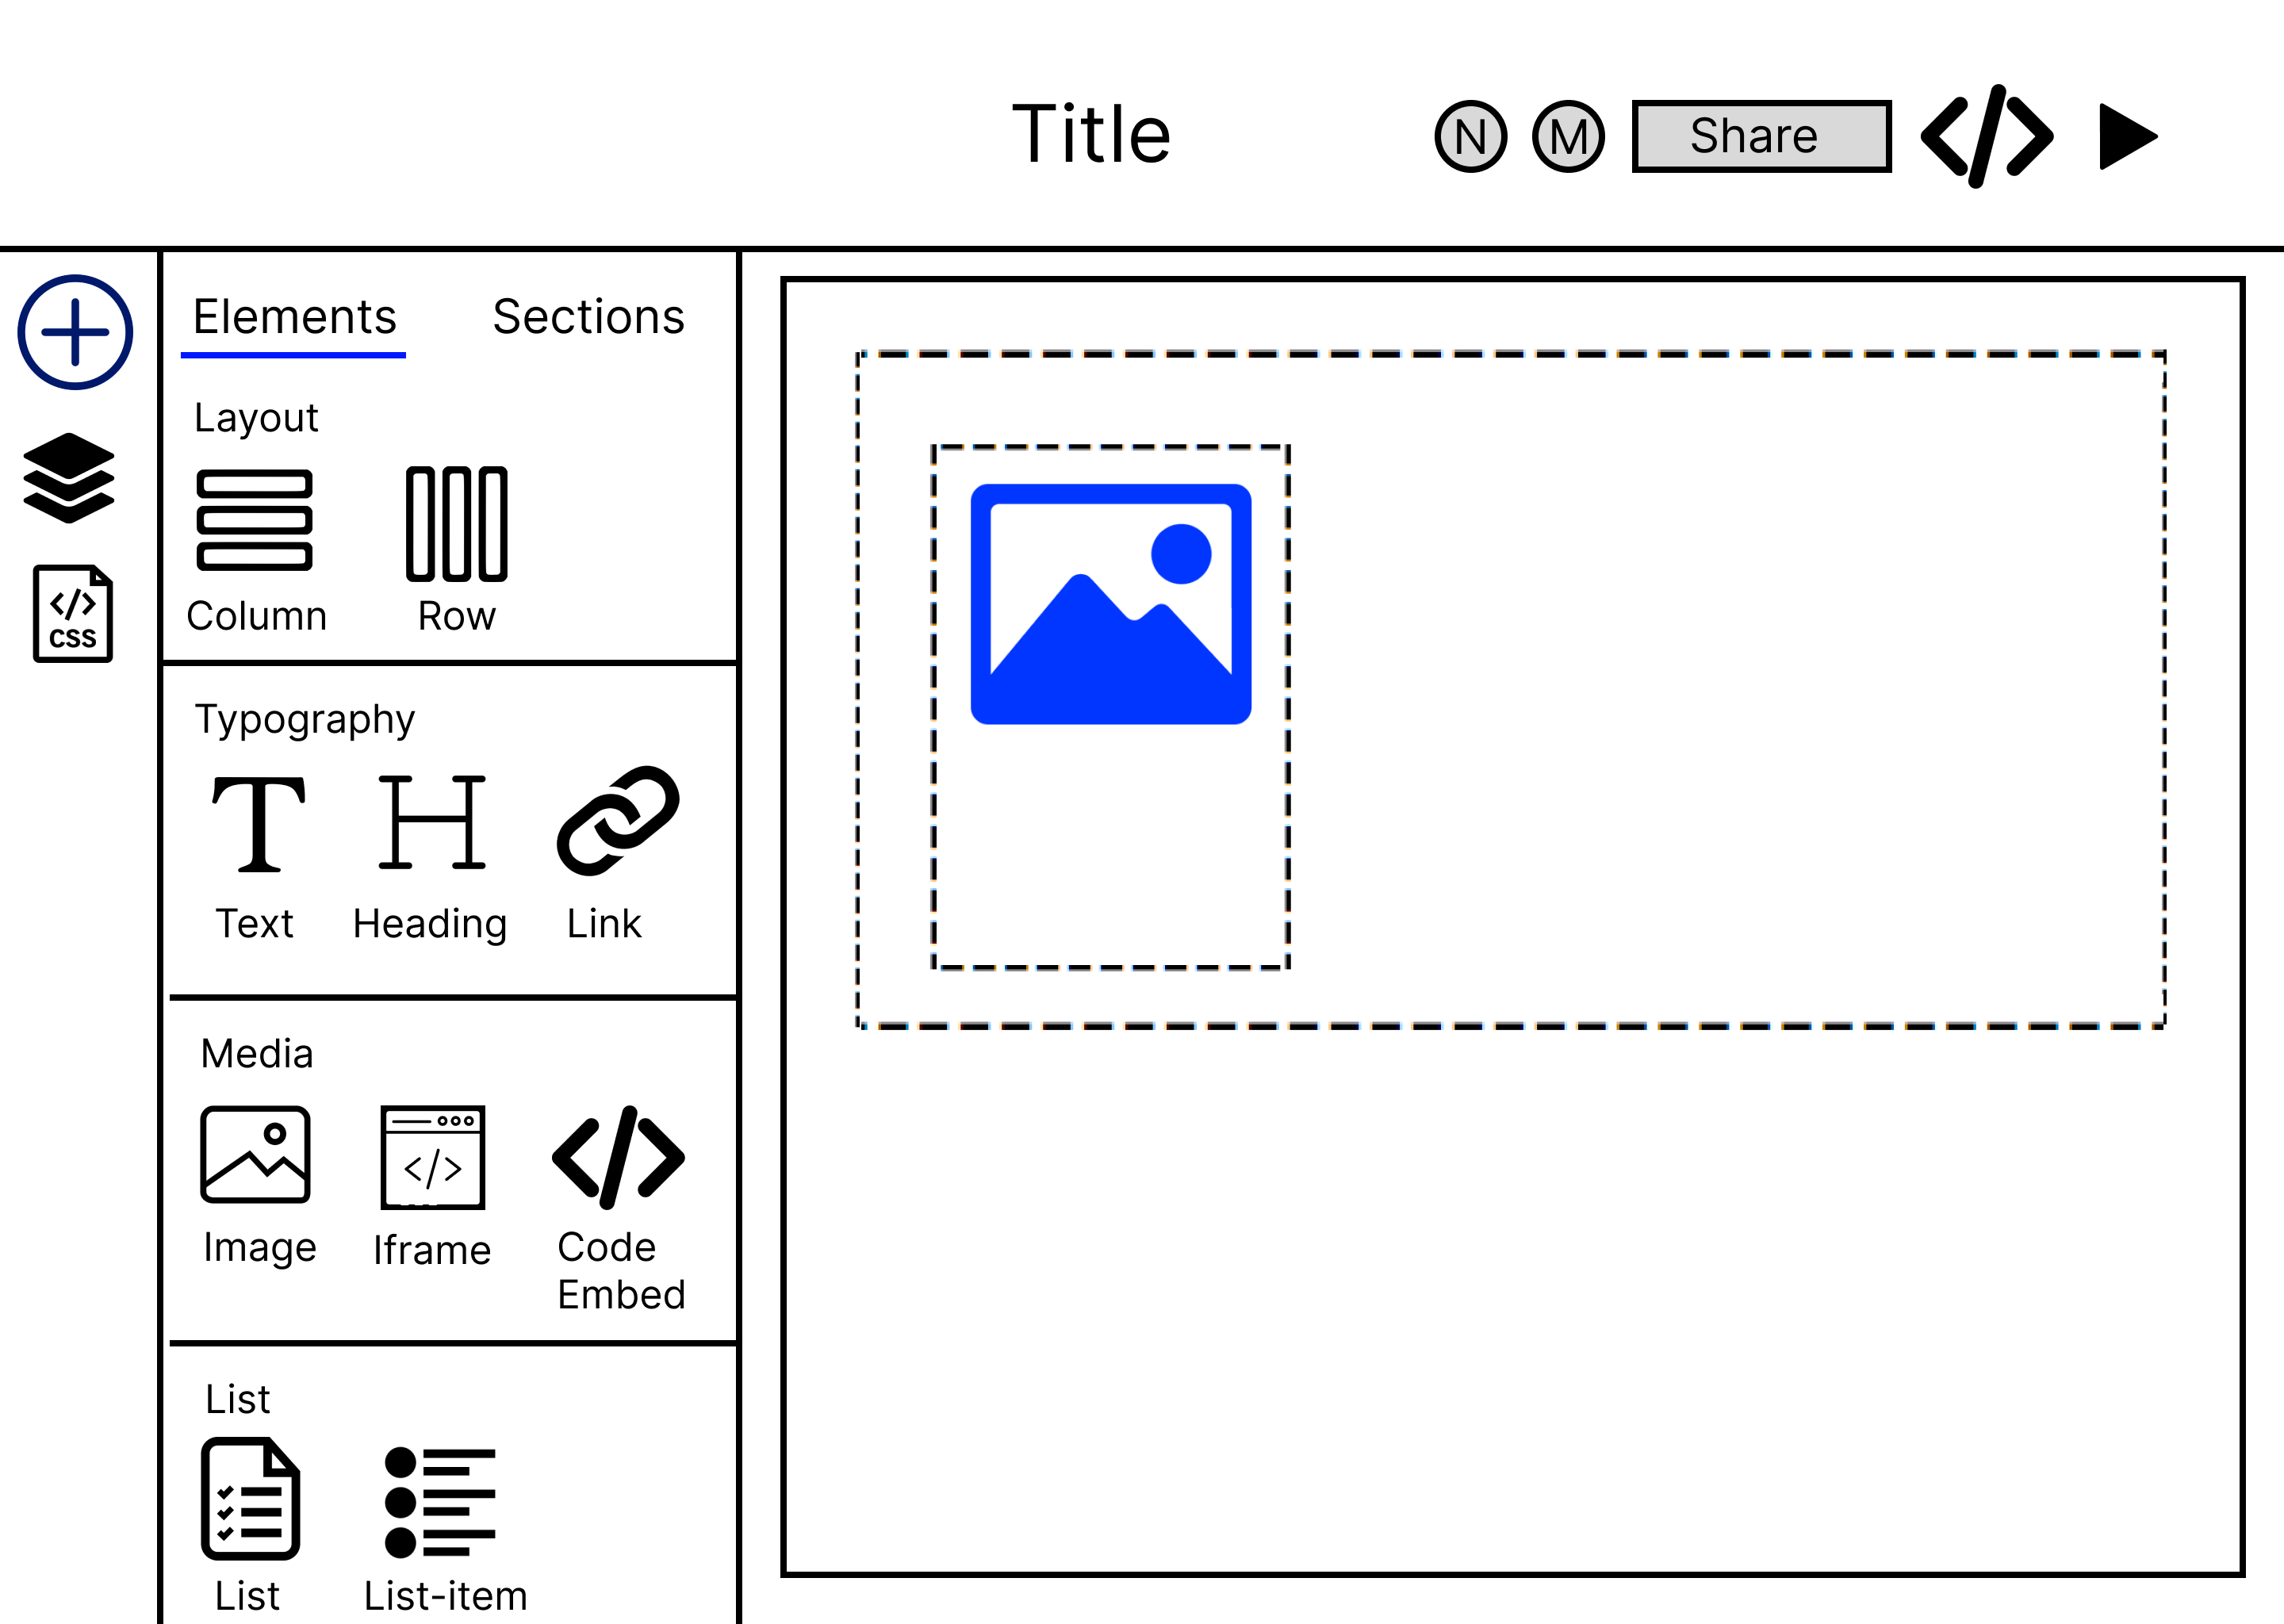 Title
N
M
Share
Elements
Sections
Layout
Column
Row
CSS
Typography
T
H
Text
Heading
Link
Media
</>
Image
Iframe
Code
Embed
List
List
List-item